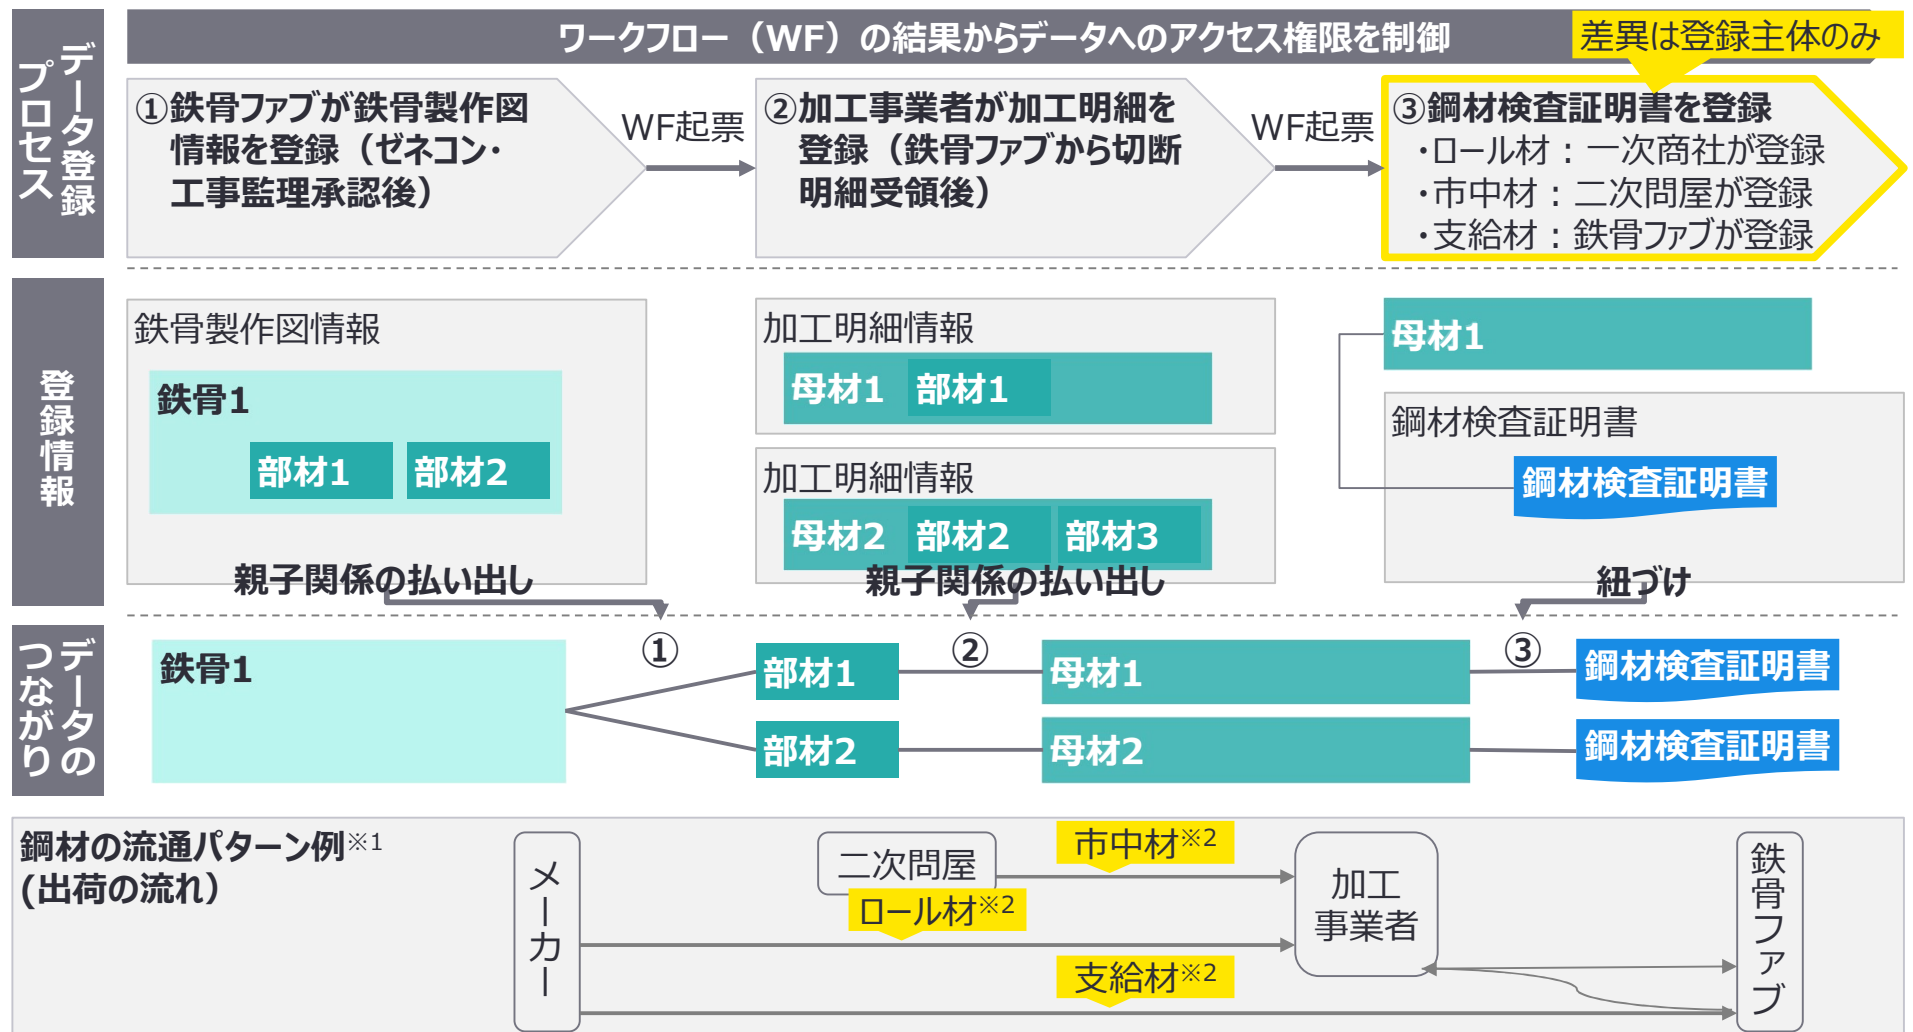 データ登録
プロセス
ワークフロー（WF）の結果からデータへのアクセス権限を制御
差異は登録主体のみ
①鉄骨ファブが鉄骨製作図
情報を登録（ゼネコン・
工事監理承認後）
WF起票
②加工事業者が加工明細を
登録（鉄骨ファブから切断
明細受領後）
WF起票
③鋼材検査証明書を登録
・ロール材：一次商社が登録
・市中材：二次問屋が登録
・支給材：鉄骨ファブが登録
登録情報
鉄骨製作図情報
鉄骨1
部材1
部材2
親子関係の払い出し
加工明細情報
母材1
部材1
加工明細情報
母材2
部材2
部材3
親子関係の払い出し
母材1
鋼材検査証明書
鋼材検査証明書
紐づけ
データの
つながり
鉄骨1
①
部材1
②
母材1
③
鋼材検査証明書
部材2
母材2
鋼材検査証明書
鋼材の流通パターン例※1
(出荷の流れ）
メーカー
二次問屋
市中材※2
ロール材※2
支給材※2
加工
事業者
鉄骨ファブ